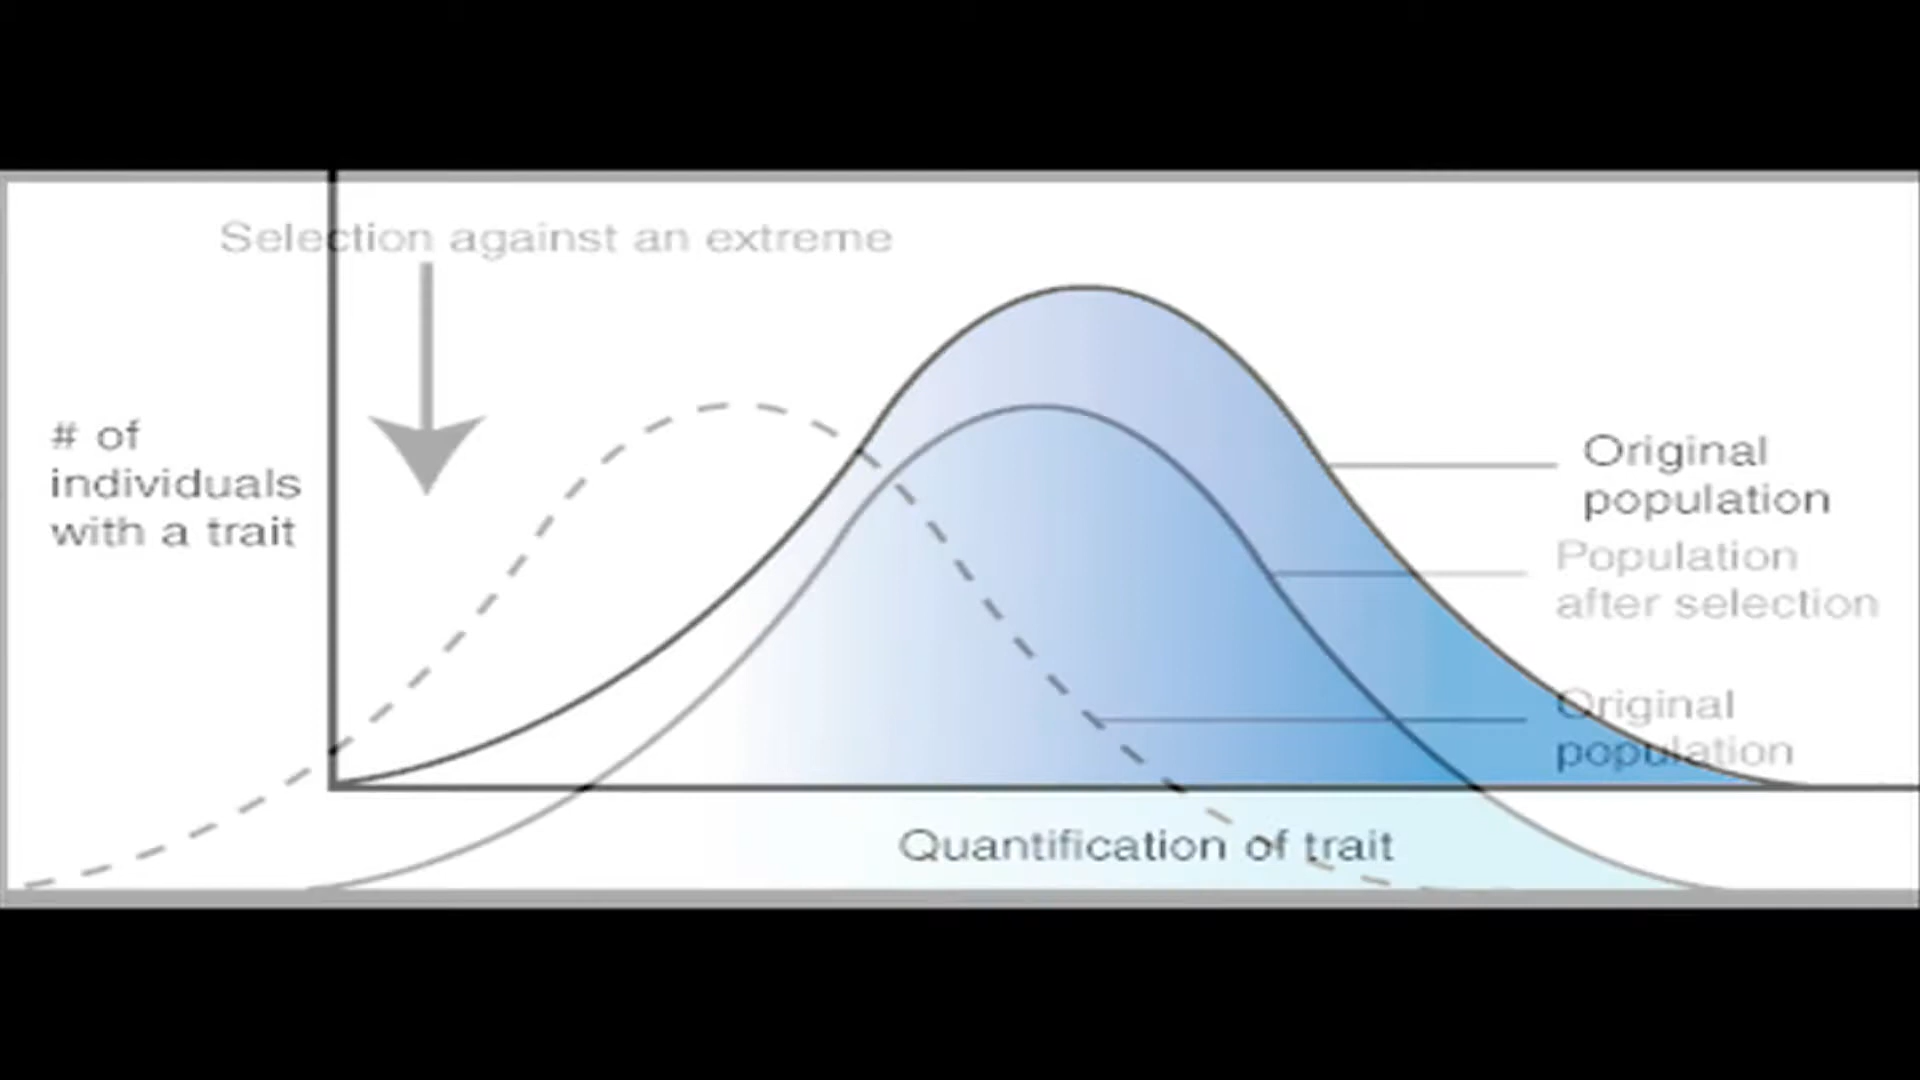 Selection against an extreme
# of
individuals
with a trait
Original
population
Population
after selection
Original
population
Quantification of trait